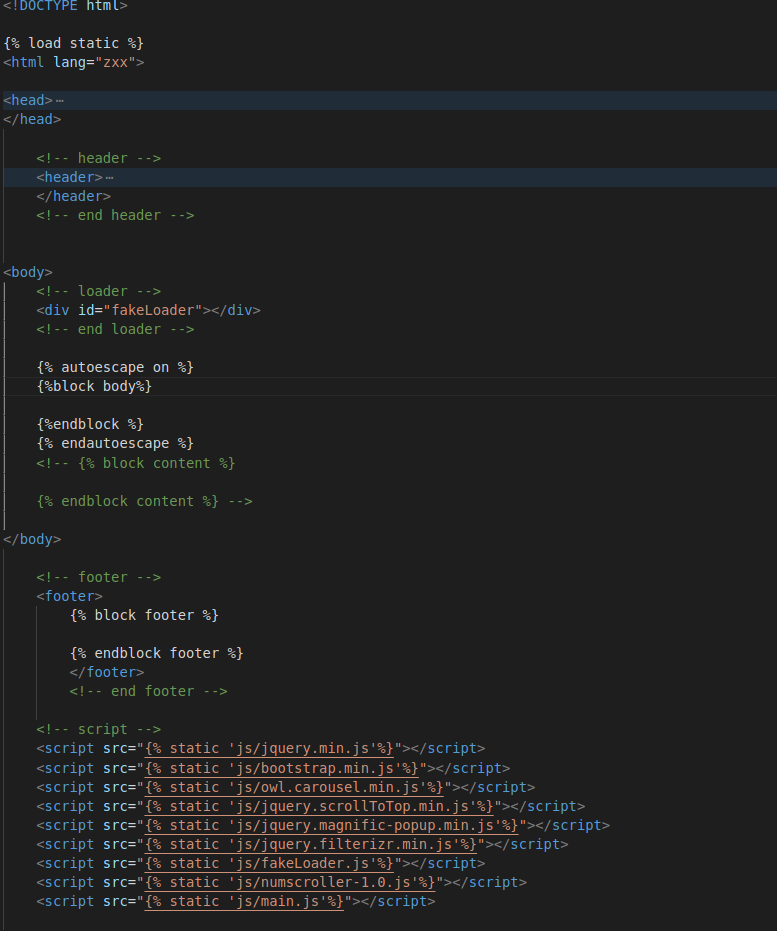 <!DOCTYPE html>
{% load static %}
<html lang="zxx">
<head>⋯
</head>
<!-- header -->
<header>⋯
</header>
<!-- end header -->
<body>
<!-- loader -->
<div id="fakeLoader"></div>
<!-- end loader -->
{% autoescape on %}
{%block body%}
{%endblock %}
{% endautoescape %}
<!-- {% block content %}
{% endblock content %} -->
</body>
<!-- footer -->
<footer>
{% block footer %}
{% endblock footer %}
</footer>
<!-- end footer -->
<!-- script -->
<script src="{% static 'js/jquery.min.js'%}"></script>
<script src="{% static 'js/bootstrap.min.js'%}"></script>
<script src="{% static 'js/owl.carousel.min.js'%}"></script>
<script src="{% static 'js/jquery.scrollToTop.min.js'%}"></script>
<script src="{% static 'js/jquery.magnific-popup.min.js'%}"></script>
<script src="{% static 'js/jquery.filterizr.min.js'%}"></script>
<script src="{% static 'js/fakeLoader.js'%}"></script>
<script src="{% static 'js/numscroller-1.0.js'%}"></script>
<script src="{% static 'js/main.js'%}"></script>